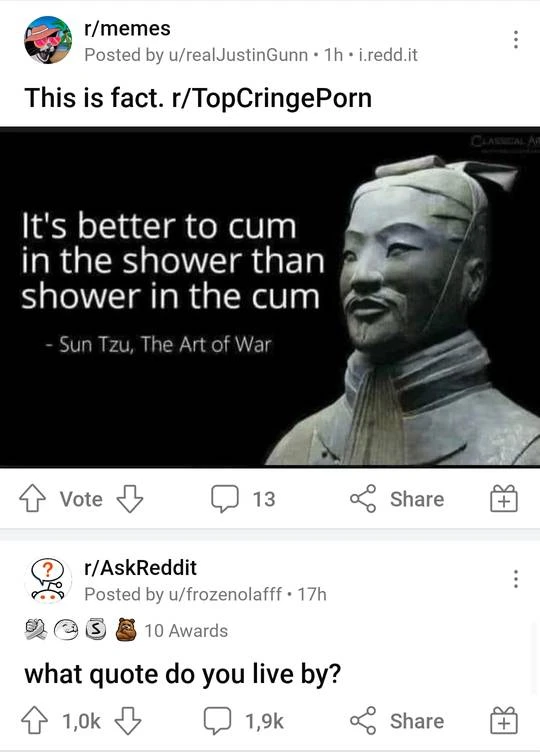 r/memes
Posted by u/realJustinGunn • 1h • i.redd.it
This is fact. r/TopCringePorn
It's better to cum
in the shower than
shower in the cum
- Sun Tzu, The Art of War
Vote
13
Share
r/AskReddit
Posted by u/frozenolafff • 17h
10 Awards
what quote do you live by?
1,0k
1,9k
Share